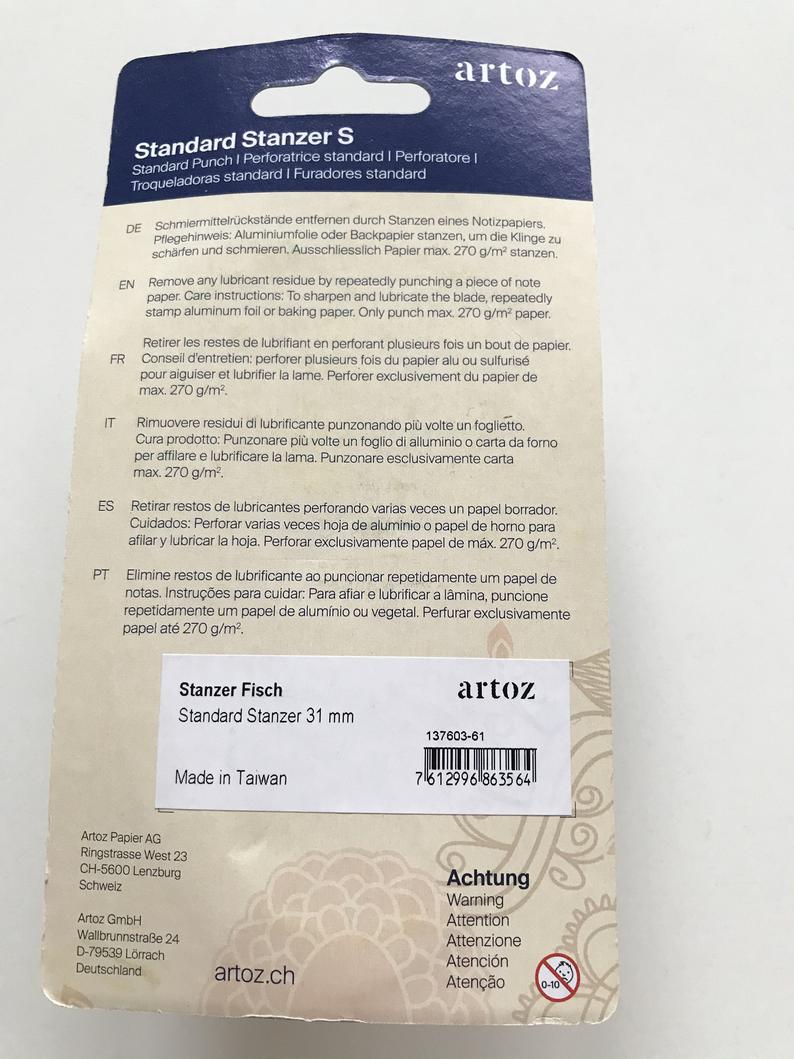 artoz
Standard Stanzer S
Standard Punch I Perforatrice standard I Perforatore I
Troqueladoras standard I Furadores standard
DE Schmiermittelrückstände entfernen durch Stanzen eines Notizpapiers.
Pflegehinweis: Aluminiumfolie oder Backpapier stanzen, um die Klinge zu
schärfen und schmieren. Ausschliesslich Papier max. 270 g/m² stanzen.
EN Remove any lubricant residue by repeatedly punching a piece of note
paper. Care instructions: To sharpen and lubricate the blade, repeatedly
stamp aluminum foil or baking paper. Only punch max. 270 g/m² paper.
Retirer les restes de lubrifiant en perforant plusieurs fois un bout de papier.
FR Conseil d'entretien: perforer plusieurs fois du papier alu ou sulfurisé
pour aiguiser et lubrifier la lame. Perforer exclusivement du papier de
max. 270 g/m².
IT Rimuovere residui di lubrificante punzonando più volte un foglietto.
Cura prodotto: Punzonare più volte un foglio di alluminio o carta da forno
per affilare e lubrificare la lama. Punzonare esclusivamente carta
max. 270 g/m².
ES Retirar restos de lubricantes perforando varias veces un papel borrador.
Cuidados: Perforar varias veces hoja de aluminio o papel de horno para
afilar y lubricar la hoja. Perforar exclusivamente papel de máx. 270 g/m².
PT Elimine restos de lubrificante ao puncionar repetidamente um papel de
notas. Instruções para cuidar: Para afiar e lubrificar a lâmina, puncione
repetidamente um papel de alumínio ou vegetal. Perfurar exclusivamente
papel até 270 g/m².
Stanzer Fisch
artoz
Standard Stanzer 31 mm
137603-61
Made in Taiwan
7 612996 863564
Artoz Papier AG
Ringstrasse West 23
CH-5600 Lenzburg
Schweiz
Artoz GmbH
Wallbrunnstraße 24
D-79539 Lörrach
Deutschland
artoz.ch
Achtung
Warning
Attention
Attenzione
Atención
Atenção
0-10